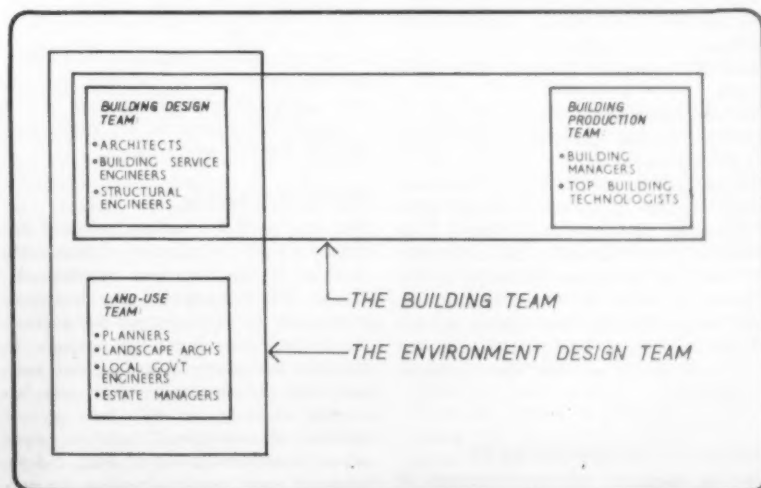 BUILDING DESIGN
TEAM:
• ARCHITECTS
• BUILDING SERVICE
ENGINEERS
• STRUCTURAL
ENGINEERS
BUILDING
PRODUCTION
TEAM:
• BUILDING
MANAGERS
• TOP BUILDING
TECHNOLOGISTS
THE BUILDING TEAM
LAND-USE
TEAM:
• PLANNERS
• LANDSCAPE ARCH'S
• LOCAL GOV'T
ENGINEERS
• ESTATE MANAGERS
THE ENVIRONMENT DESIGN TEAM